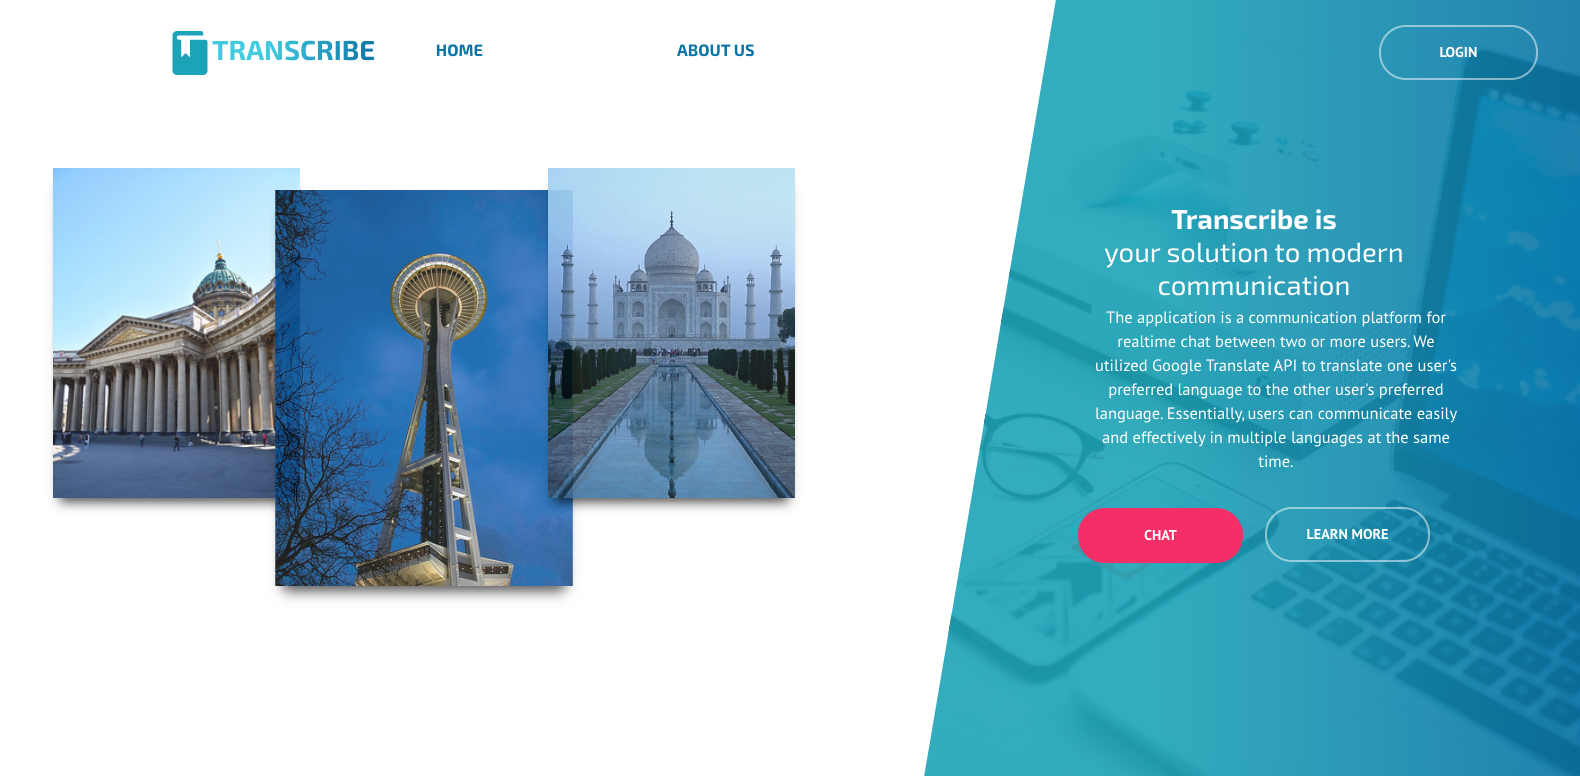 TRANSCRIBE
HOME
ABOUT US
LOGIN
Transcribe is
your solution to modern
communication
The application is a communication platform for
realtime chat between two or more users. We
utilized Google Translate API to translate one user's
preferred language to the other user's preferred
language. Essentially, users can communicate easily
and effectively in multiple languages at the same
time.
CHAT
LEARN MORE